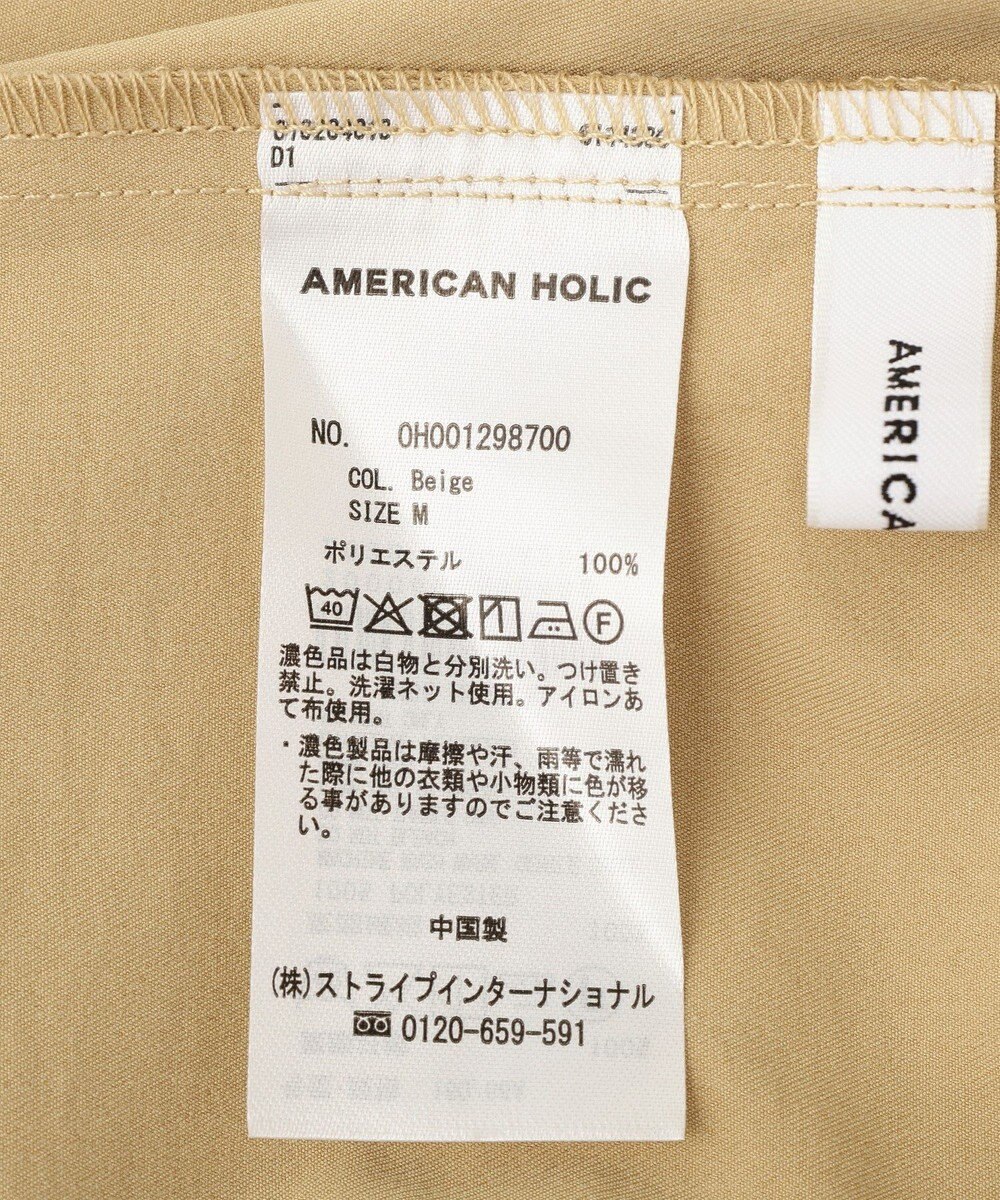 D1
AMERICAN HOLIC
NO. 0H001298700
COL. Beige
SIZE M
ポリエステル 100%
40
F
濃色品は白物と分別洗い。つけ置き
禁止。洗濯ネット使用。アイロンあ
て布使用。
・濃色製品は摩擦や汗、雨等で濡れ
た際に他の衣類や小物類に色が移
る事がありますのでご注意くださ
い。
中国製
(株)ストライプインターナショナル
0120-659-591
AMERICA